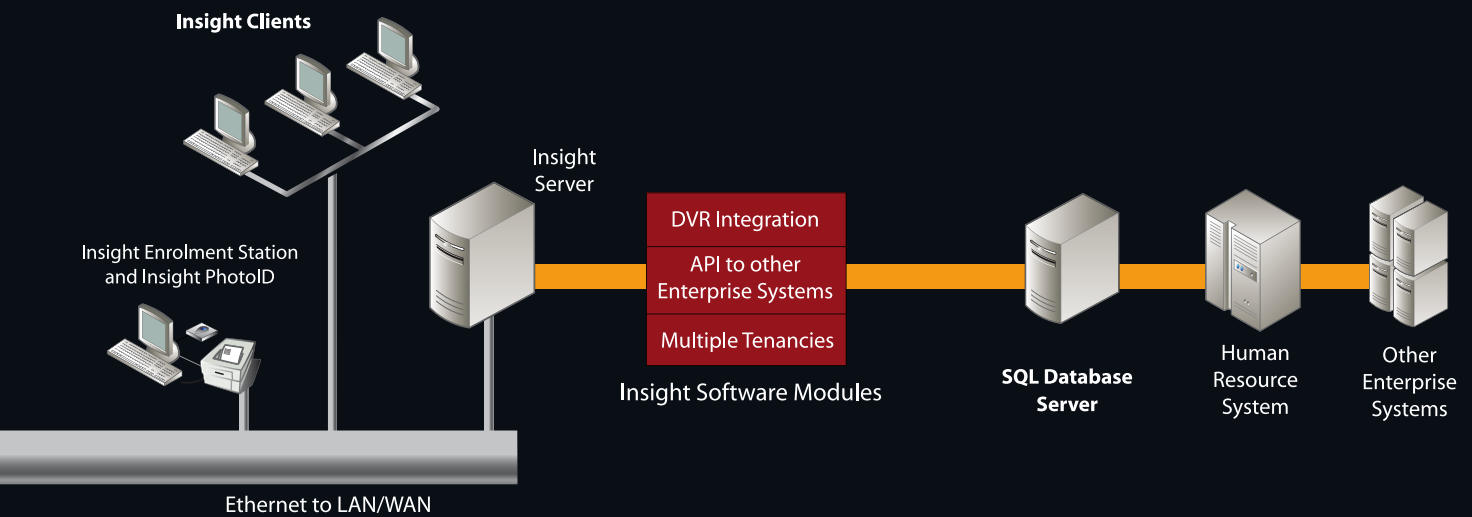 Insight Clients
Insight
Server
Insight Enrolment Station
and Insight PhotoID
DVR Integration
API to other
Enterprise Systems
Multiple Tenancies
Insight Software Modules
SQL Database
Server
Human
Resource
System
Other
Enterprise
Systems
Ethernet to LAN/WAN